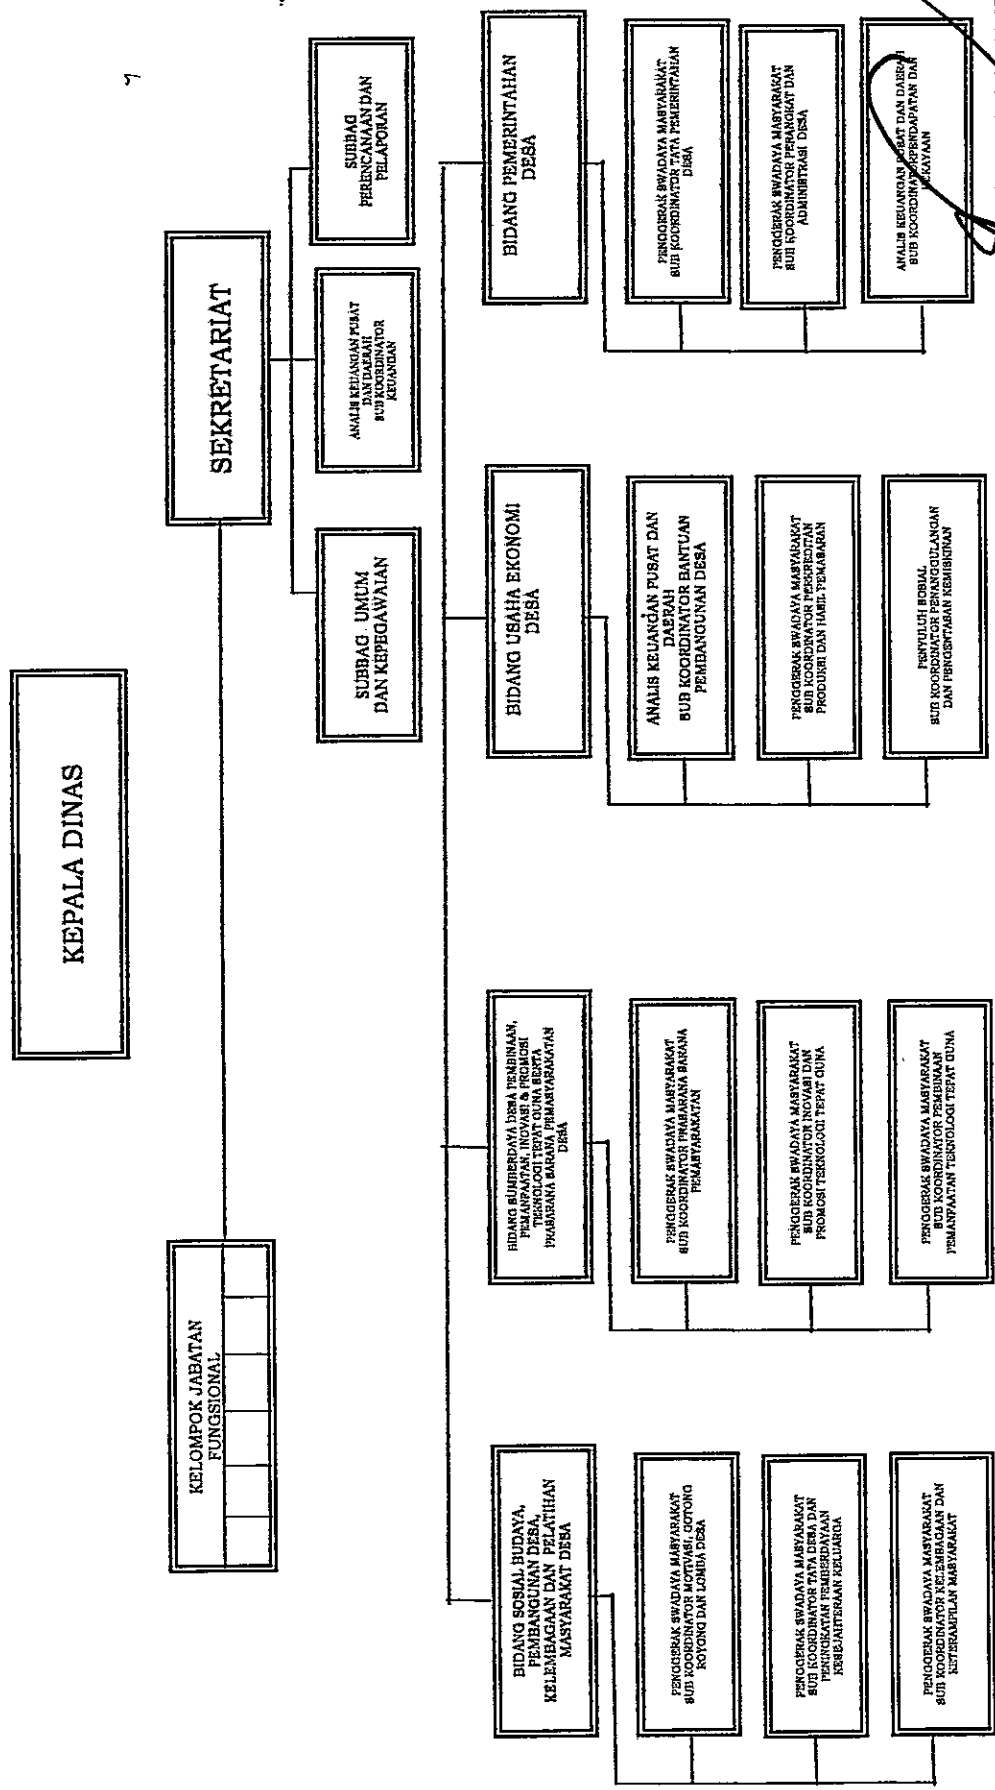 KEPALA DINAS
KELOMPOK JABATAN
FUNGSIONAL
SEKRETARIAT
SUBBAG UMUM
DAN KEPEGAWAIAN
ANALIS KEUANGAN PUSAT
DAN DAERAH
SUB KOORDINATOR
KEUANGAN
SUBBAG
PERENCANAAN DAN
PELAPORAN
BIDANG SOSIAL BUDAYA,
PEMBANGUNAN DESA,
KELEMBAGAAN DAN PELATIHAN
MASYARAKAT DESA
PENGGERAK SWADAYA MASYARAKAT
SUB KOORDINATOR MOTIVASI, GOTONG
ROYONG DAN LOMBA DESA
PENGGERAK SWADAYA MASYARAKAT
SUB KOORDINATOR TATA DESA DAN
PENINGKATAN PEMBERDAYAAN
KESEJAHTERAAN KELUARGA
PENGGERAK SWADAYA MASYARAKAT
SUB KOORDINATOR KELEMBAGAAN DAN
KETERAMPILAN MASYARAKAT
BIDANG SUMBERDAYA DESA PEMBINAAN,
PEMANFAATAN, INOVASI & PROMOSI
TEKNOLOGI TEPAT GUNA SERTA
PRASARANA SARANA PEMASYARAKATAN
DESA
PENGGERAK SWADAYA MASYARAKAT
SUB KOORDINATOR PRASARANA SARANA
PEMASYARAKATAN
PENGGERAK SWADAYA MASYARAKAT
SUB KOORDINATOR INOVASI DAN
PROMOSI TEKNOLOGI TEPAT GUNA
PENGGERAK SWADAYA MASYARAKAT
SUB KOORDINATOR PEMBINAAN
PEMANFAATAN TEKNOLOGI TEPAT GUNA
BIDANG USAHA EKONOMI
DESA
ANALIS KEUANGAN PUSAT DAN
DAERAH
SUB KOORDINATOR BANTUAN
PEMBANGUNAN DESA
PENGGERAK SWADAYA MASYARAKAT
SUB KOORDINATOR PERKREDITAN
PRODUKSI DAN HASIL PEMASARAN
PENYULUH SOSIAL
SUB KOORDINATOR PENANGGULANGAN
DAN PENGENTASAN KEMISKINAN
BIDANG PEMERINTAHAN
DESA
PENGGERAK SWADAYA MASYARAKAT
SUB KOORDINATOR TATA PEMERINTAHAN
DESA
PENGGERAK SWADAYA MASYARAKAT
SUB KOORDINATOR PERANGKAT DAN
ADMINISTRASI DESA
ANALIS KEUANGAN PUSAT DAN DAERAH
SUB KOORDINATOR PENDAPATAN DAN
KEKAYAAN